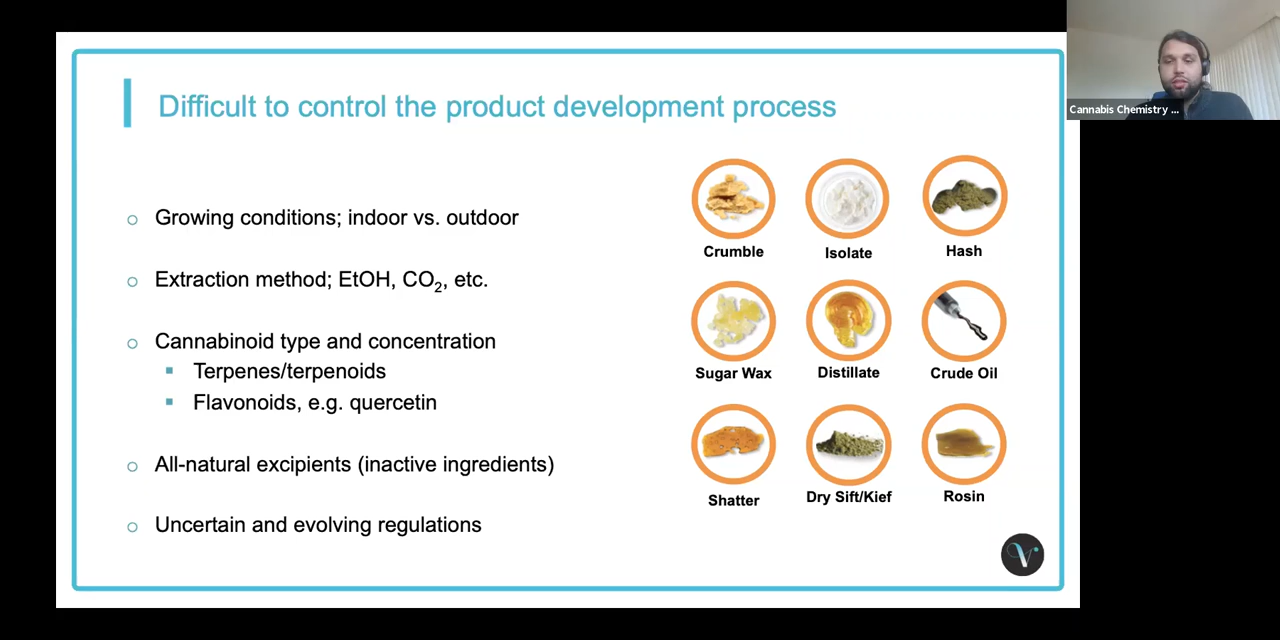 Difficult to control the product development process
Growing conditions; indoor vs. outdoor
Extraction method; EtOH, CO2, etc.
Cannabinoid type and concentration
Terpenes/terpenoids
Flavonoids, e.g. quercetin
All-natural excipients (inactive ingredients)
Uncertain and evolving regulations
Crumble
Isolate
Hash
Sugar Wax
Distillate
Crude Oil
Shatter
Dry Sift/Kief
Rosin
V
Cannabis Chemistry ...